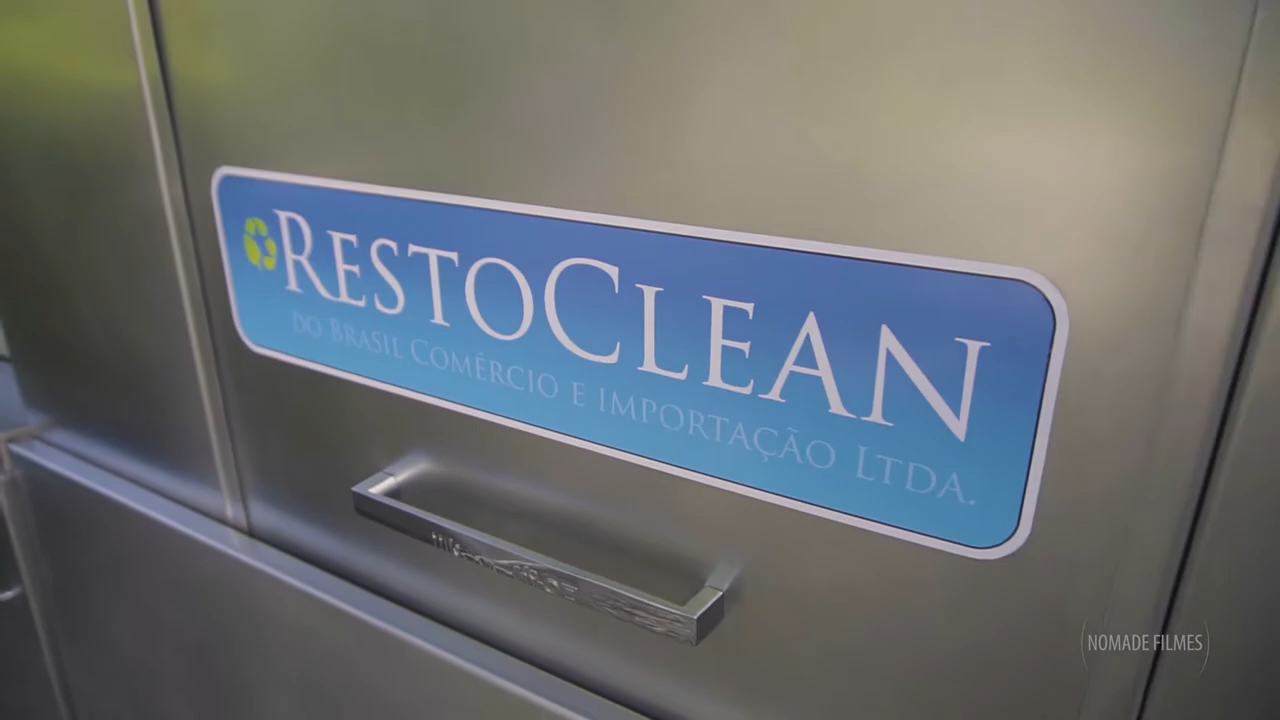 RESTOCLEAN
DO BRASIL COMÉRCIO E IMPORTAÇÃO LTDA.
(NOMADE FILMES)